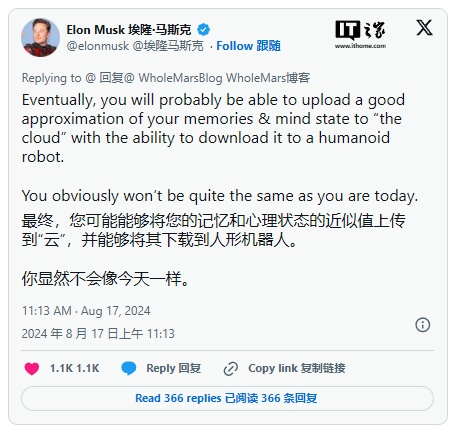 Elon Musk 埃隆·马斯克
@elonmusk @埃隆马斯克 · Follow 跟随
IT之家
www.ithome.com
Replying to @ 回复@ WholeMarsBlog WholeMars博客
Eventually, you will probably be able to upload a good
approximation of your memories & mind state to “the
cloud” with the ability to download it to a humanoid
robot.
You obviously won’t be quite the same as you are today.
最终，您可能能够将您的记忆和心理状态的近似值上传
到“云”，并能够将其下载到人形机器人。
你显然不会像今天一样。
11:13 AM · Aug 17, 2024
2024 年 8 月 17 日上午 11:13
1.1K 1.1K Reply 回复 Copy link 复制链接
Read 366 replies 已阅读 366 条回复